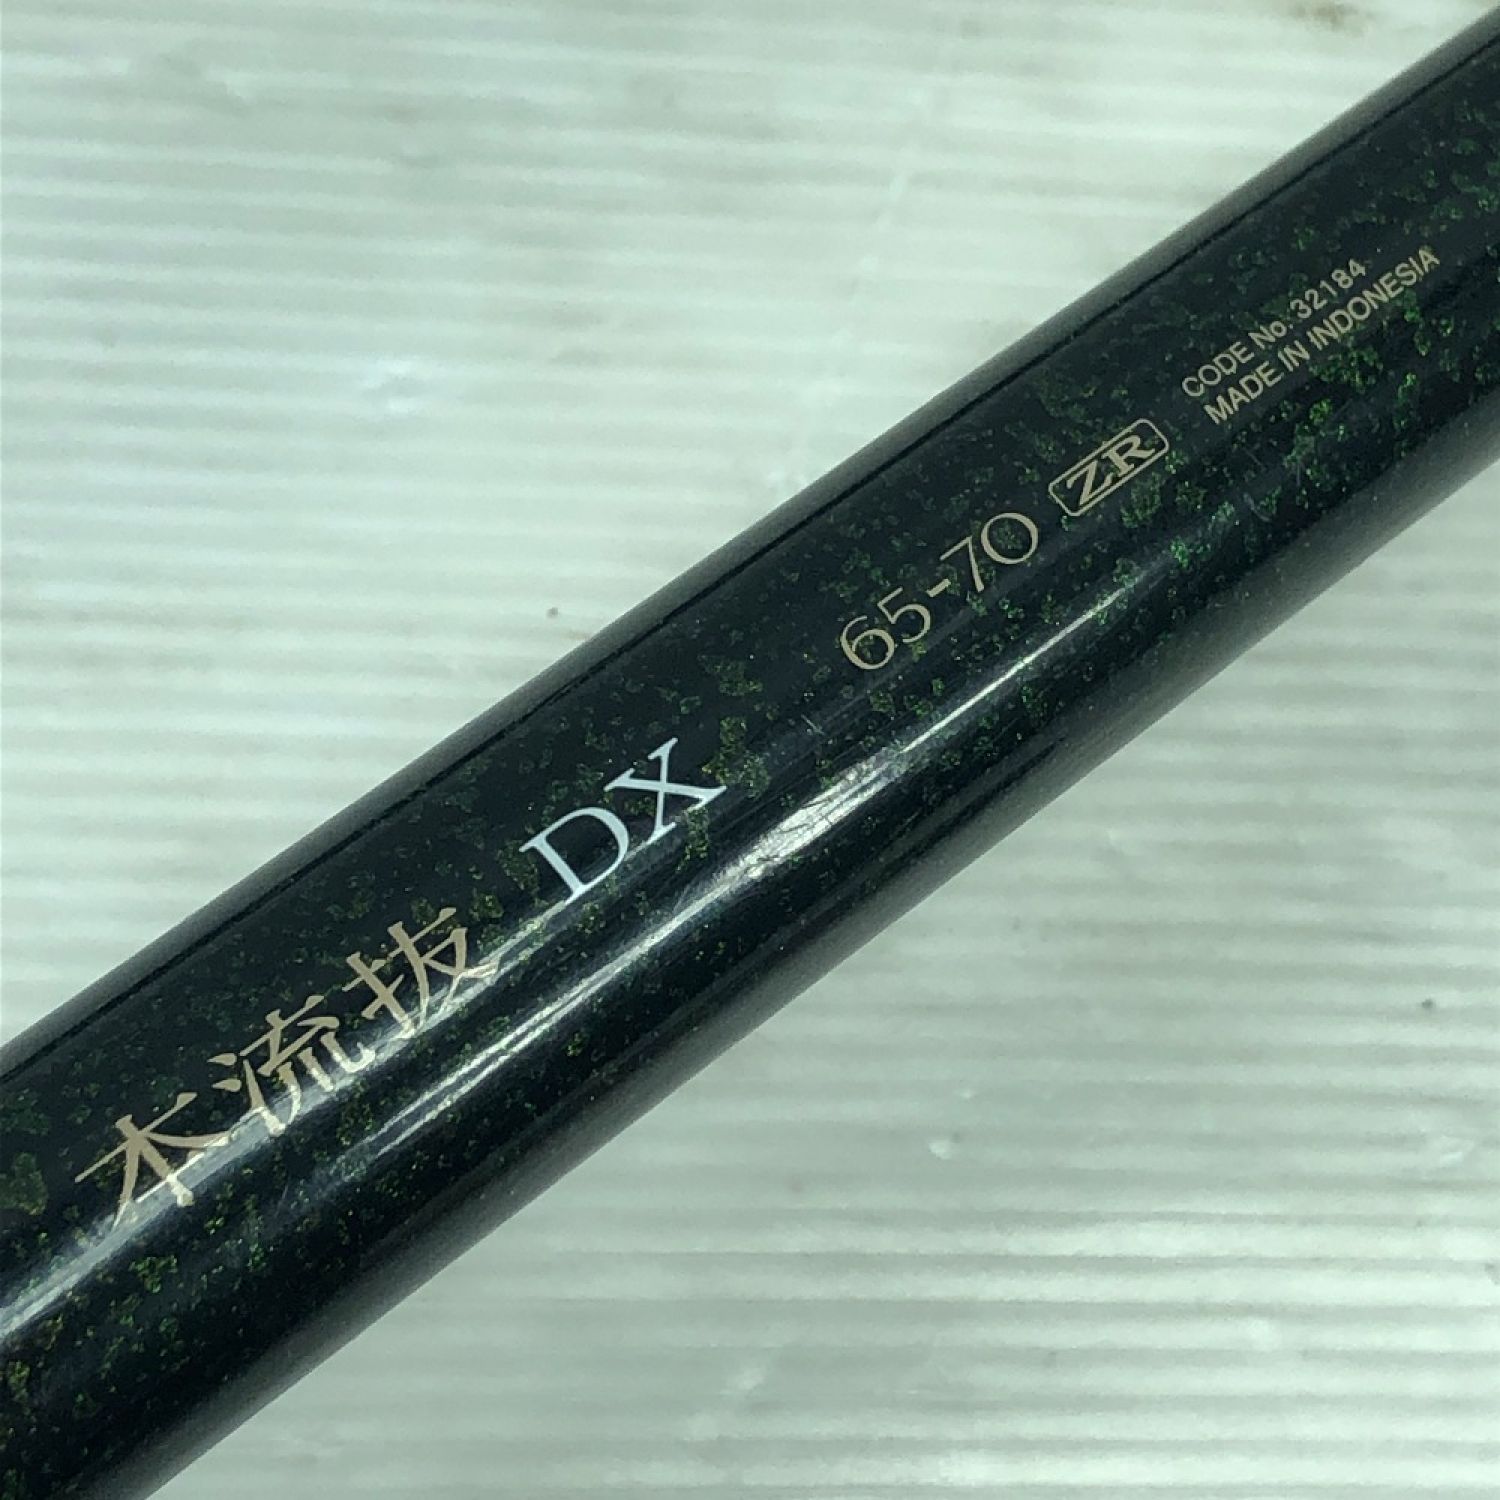 本流抜 DX 65-70 ZR
CODE No. 32184
MADE IN INDONESIA